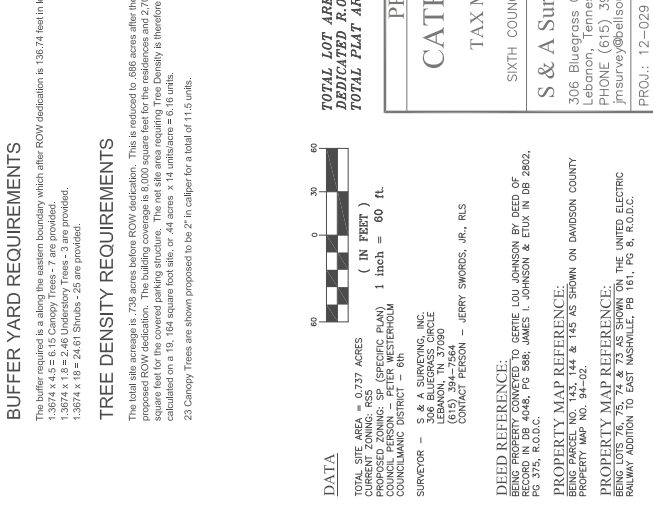 BUFFER YARD REQUIREMENTS
The buffer required is a along the eastern boundary which after ROW dedication is 136.74 feet in
1.3674 x 4.5 = 6.15 Canopy Trees - 7 are provided.
1.3674 x 1.8 = 2.46 Understory Trees - 3 are provided.
1.3674 x 18 = 24.61 Shrubs - 25 are provided.
TREE DENSITY REQUIREMENTS
The total site acreage is .738 acres before ROW dedication. This is reduced to .686 acres after the
proposed ROW dedication. The building coverage is 8,000 square feet for the residences and 2,70
square feet for the covered parking structure. The net site area requiring Tree Density is therefore
calculated on a 19, 164 square foot site, or .44 acres x 14 units/acre = 6.16 units.
23 Canopy Trees are shown proposed to be 2" in caliper for a total of 11.5 units.
TOTAL LOT ARE
DEDICATED R.O
TOTAL PLAT AR
60 0 30 60
( IN FEET )
1 inch = 60 ft.
DATA
TOTAL SITE AREA = 0.737 ACRES
CURRENT ZONING: RS5
PROPOSED ZONING: SP (SPECIFIC PLAN)
COUNCIL PERSON - PETER WESTERHOLM
COUNCILMANIC DISTRICT - 6th
SURVEYOR - S & A SURVEYING, INC.
306 BLUEGRASS CIRCLE
LEBANON, TN 37090
(615) 394-7564
CONTACT PERSON - JERRY SWORDS, JR., RLS
DEED REFERENCE:
BEING PROPERTY CONVEYED TO GERTIE LOU JOHNSON BY DEED OF
RECORD IN DB 4048, PG 588; JAMES I. JOHNSON & ETUX IN DB 2802,
PG 375, R.O.D.C.
PROPERTY MAP REFERENCE:
BEING PARCEL NO. 143, 144 & 145 AS SHOWN ON DAVIDSON COUNTY
PROPERTY MAP NO. 94-02.
PROPERTY MAP REFERENCE:
BEING LOTS 76, 75, 74 & 73 AS SHOWN ON THE UNITED ELECTRIC
RAILWAY ADDITION TO EAST NASHVILLE, PB 161, PG 8, R.O.D.C.
PR
CATH
TAX M
SIXTH COUNC
S & A Sur
306 Bluegrass C
Lebanon, Tennes
PHONE (615) 39
jmsurvey@bellsou
PROJ.: 12-029